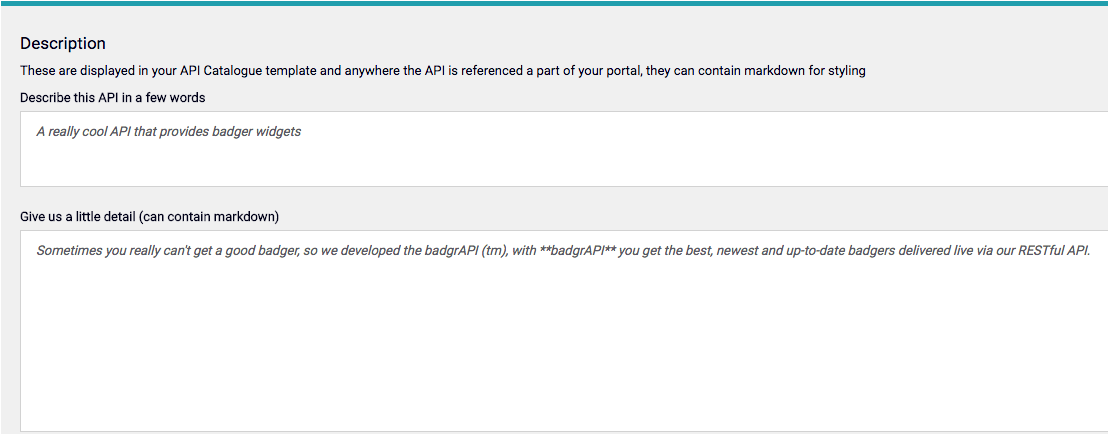 Description
These are displayed in your API Catalogue template and anywhere the API is referenced a part of your portal, they can contain markdown for styling
Describe this API in a few words
A really cool API that provides badger widgets
Give us a little detail (can contain markdown)
Sometimes you really can't get a good badger, so we developed the badgrAPI (tm), with **badgrAPI** you get the best, newest and up-to-date badgers delivered live via our RESTful API.